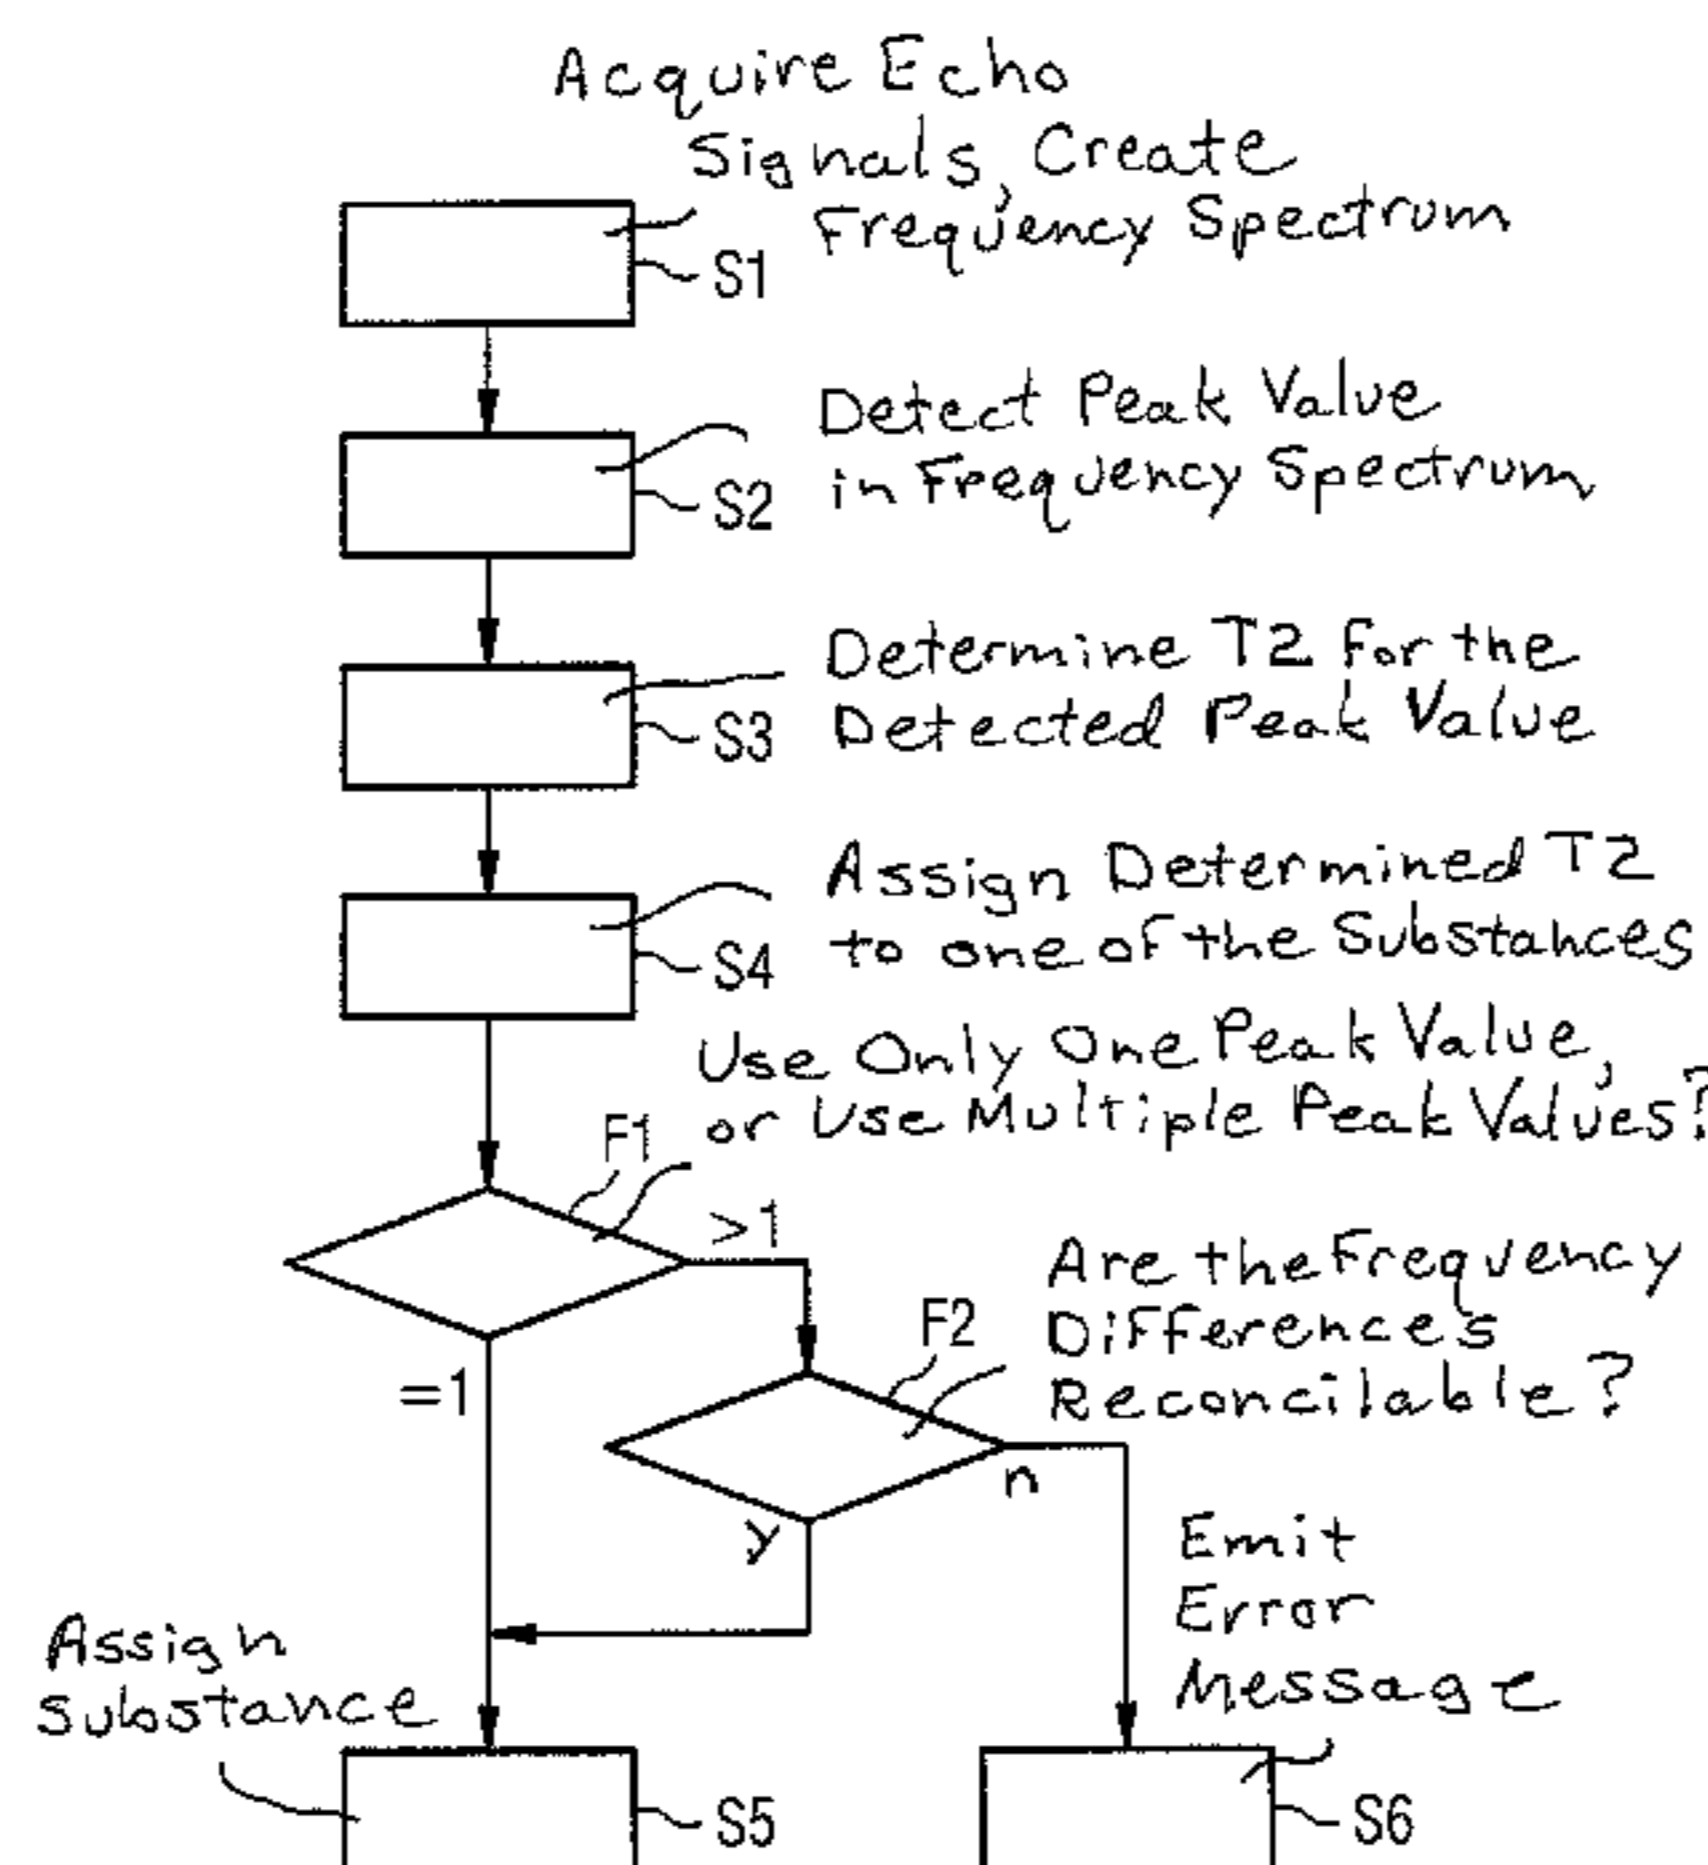 Acquire Echo
Signals, Create
Frequency Spectrum
S1
Detect Peak Value
in Frequency Spectrum
S2
Determine T2 for the
Detected Peak Value
S3
Assign Determined T2
to one of the Substances
S4
Use Only One Peak Value,
or Use Multiple Peak Values?
F1
>1
=1
Are the Frequency
Differences
Reconcilable?
F2
n
y
Emit
Error
Message
Assign
Substance
S5
S6